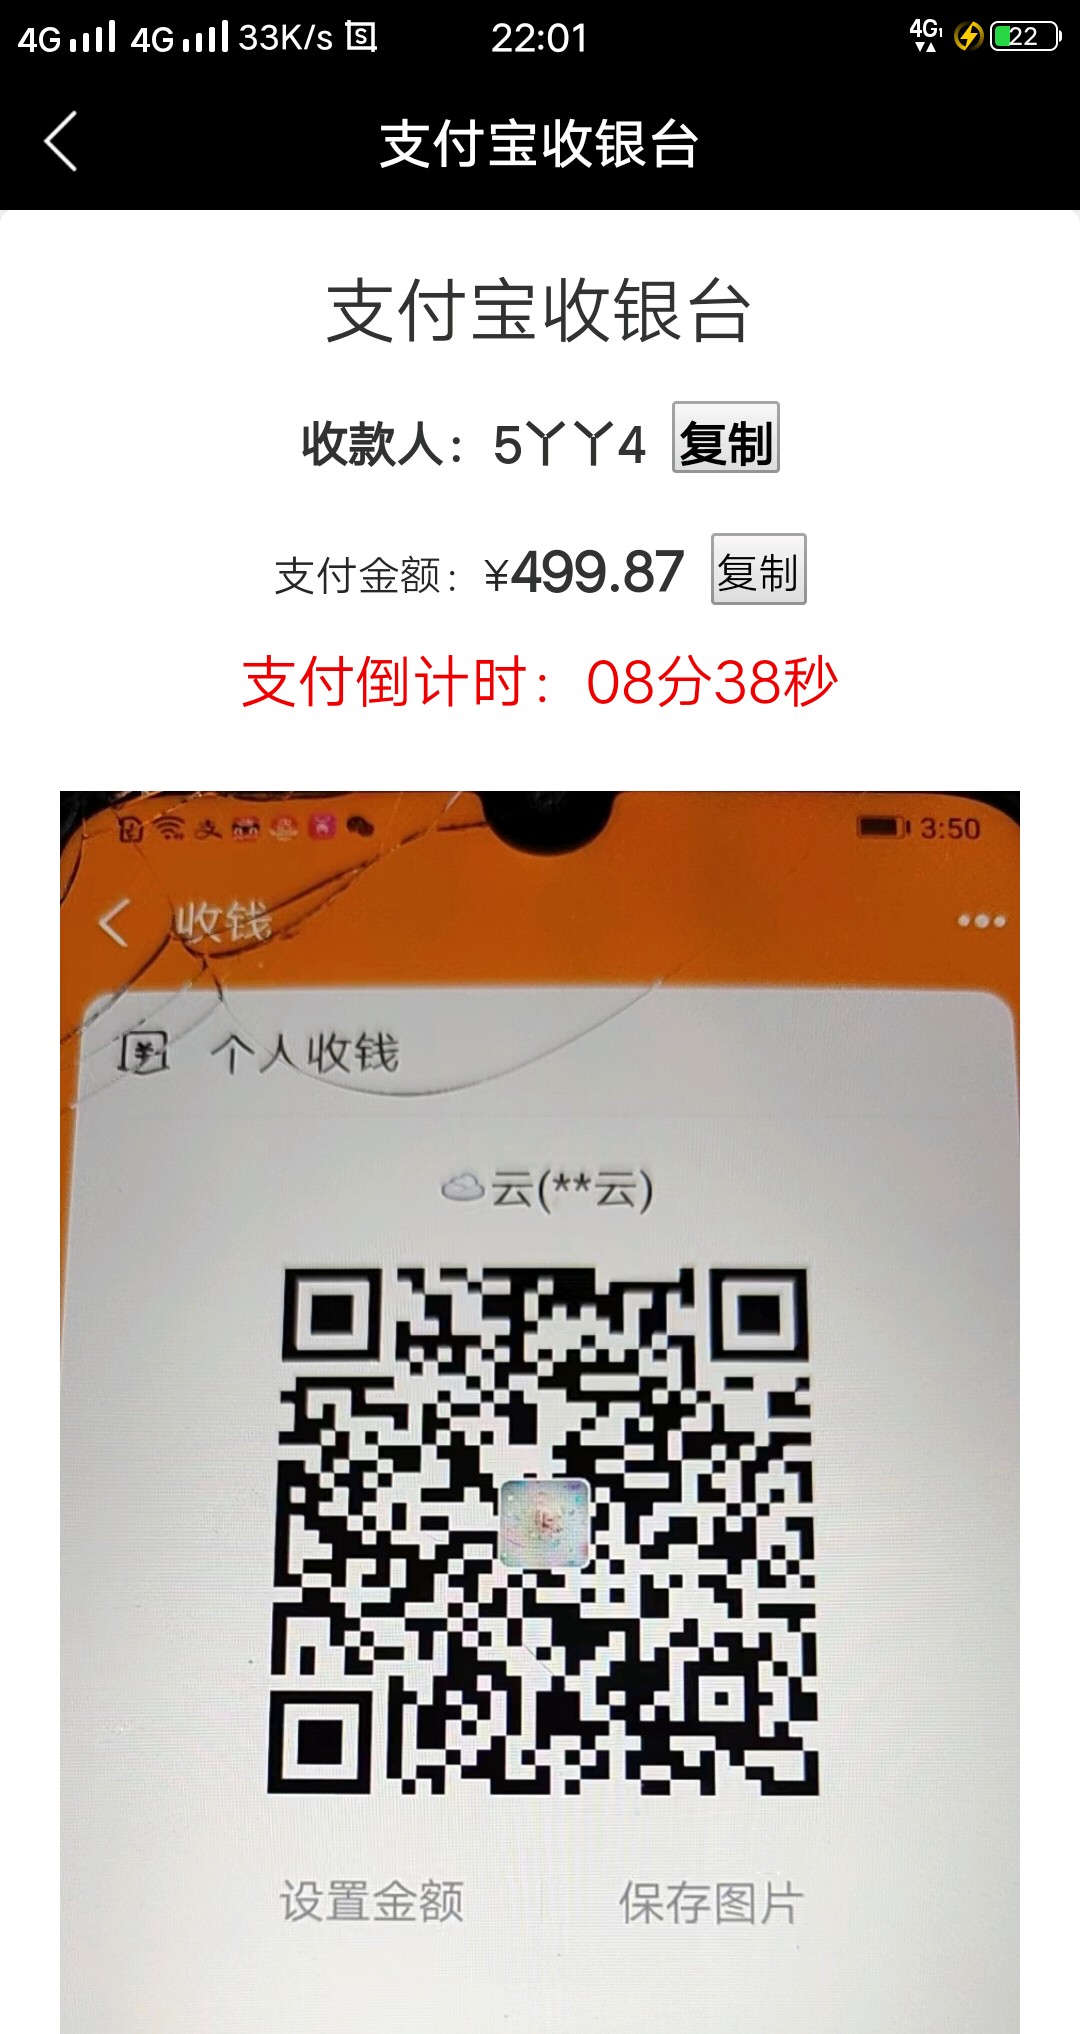 4G 4G 33K/s 22:01 4G1 22
支付宝收银台
支付宝收银台
收款人：5丫丫4 复制
支付金额：¥499.87 复制
支付倒计时：08分38秒
3:50
收钱
个人收钱
云(**云)
设置金额 保存图片